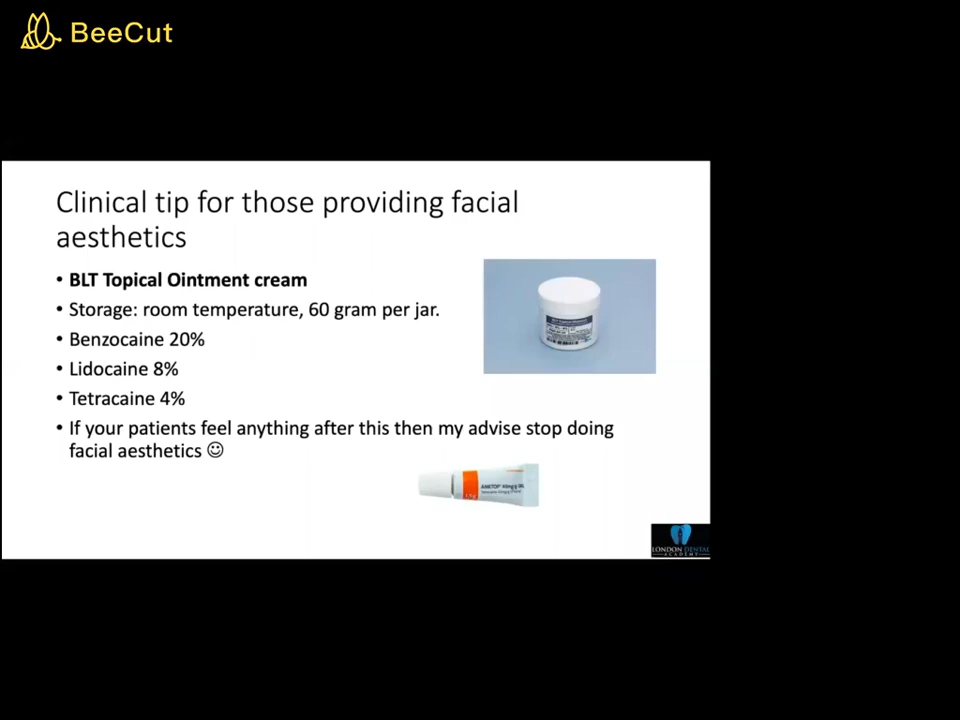 BeeCut
Clinical tip for those providing facial
aesthetics
• BLT Topical Ointment cream
• Storage: room temperature, 60 gram per jar.
• Benzocaine 20%
• Lidocaine 8%
• Tetracaine 4%
• If your patients feel anything after this then my advise stop doing
facial aesthetics ☺
LONDON DENTAL
ACADEMY